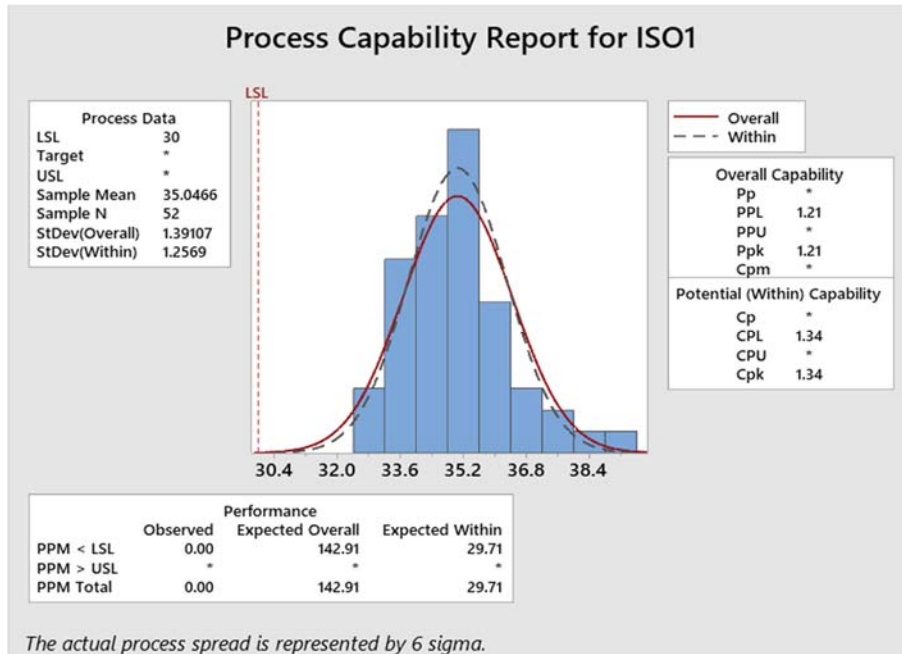 Process Capability Report for ISO1
LSL
Process Data
LSL 30
Target *
USL *
Sample Mean 35.0466
Sample N 52
StDev(Overall) 1.39107
StDev(Within) 1.2569
Overall
Within
Overall Capability
Pp *
PPL 1.21
PPU *
Ppk 1.21
Cpm *
Potential (Within) Capability
Cp *
CPL 1.34
CPU *
Cpk 1.34
30.4 32.0 33.6 35.2 36.8 38.4
Performance
Observed Expected Overall Expected Within
PPM < LSL 0.00 142.91 29.71
PPM > USL * * *
PPM Total 0.00 142.91 29.71
The actual process spread is represented by 6 sigma.